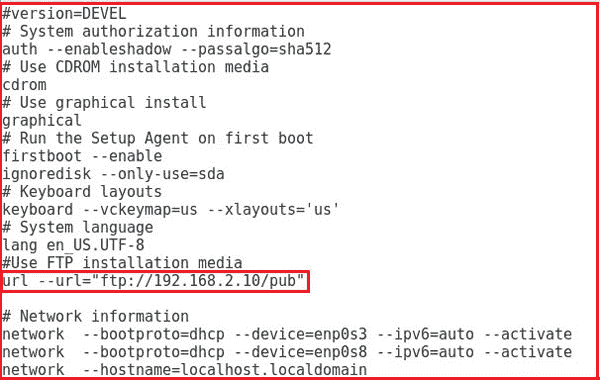 #version=DEVEL
# System authorization information
auth --enableshadow --passalgo=sha512
# Use CDROM installation media
cdrom
# Use graphical install
graphical
# Run the Setup Agent on first boot
firstboot --enable
ignoredisk --only-use=sda
# Keyboard layouts
keyboard --vckeymap=us --xlayouts='us'
# System language
lang en_US.UTF-8
#Use FTP installation media
url --url="ftp://192.168.2.10/pub"

# Network information
network  --bootproto=dhcp --device=enp0s3 --ipv6=auto --activate
network  --bootproto=dhcp --device=enp0s8 --ipv6=auto --activate
network  --hostname=localhost.localdomain